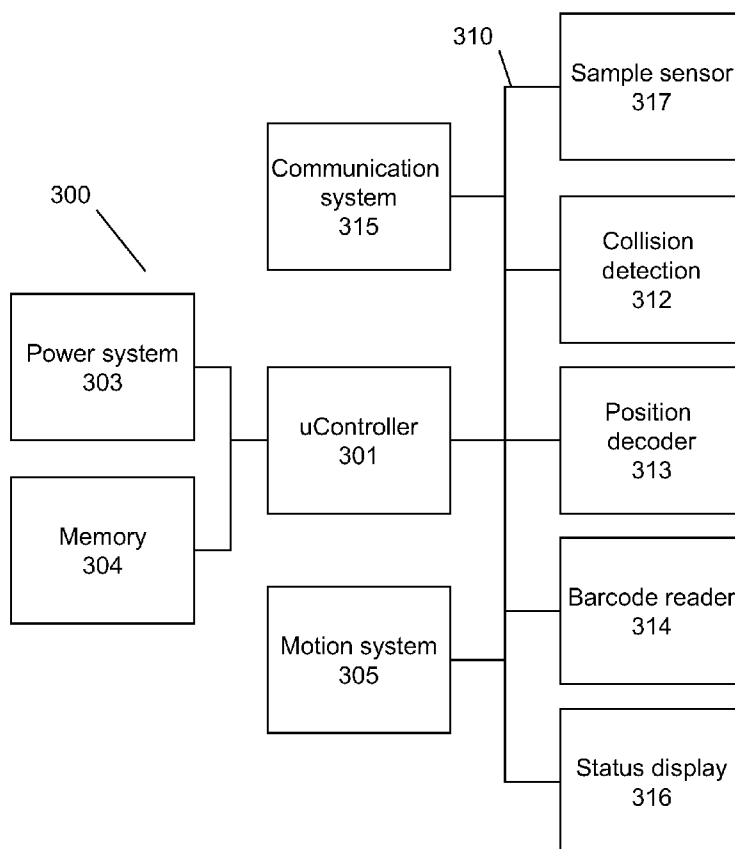 310
Sample sensor
317
Communication
system
315
300
Collision
detection
312
Power system
303
uController
301
Position
decoder
313
Memory
304
Motion system
305
Barcode reader
314
Status display
316